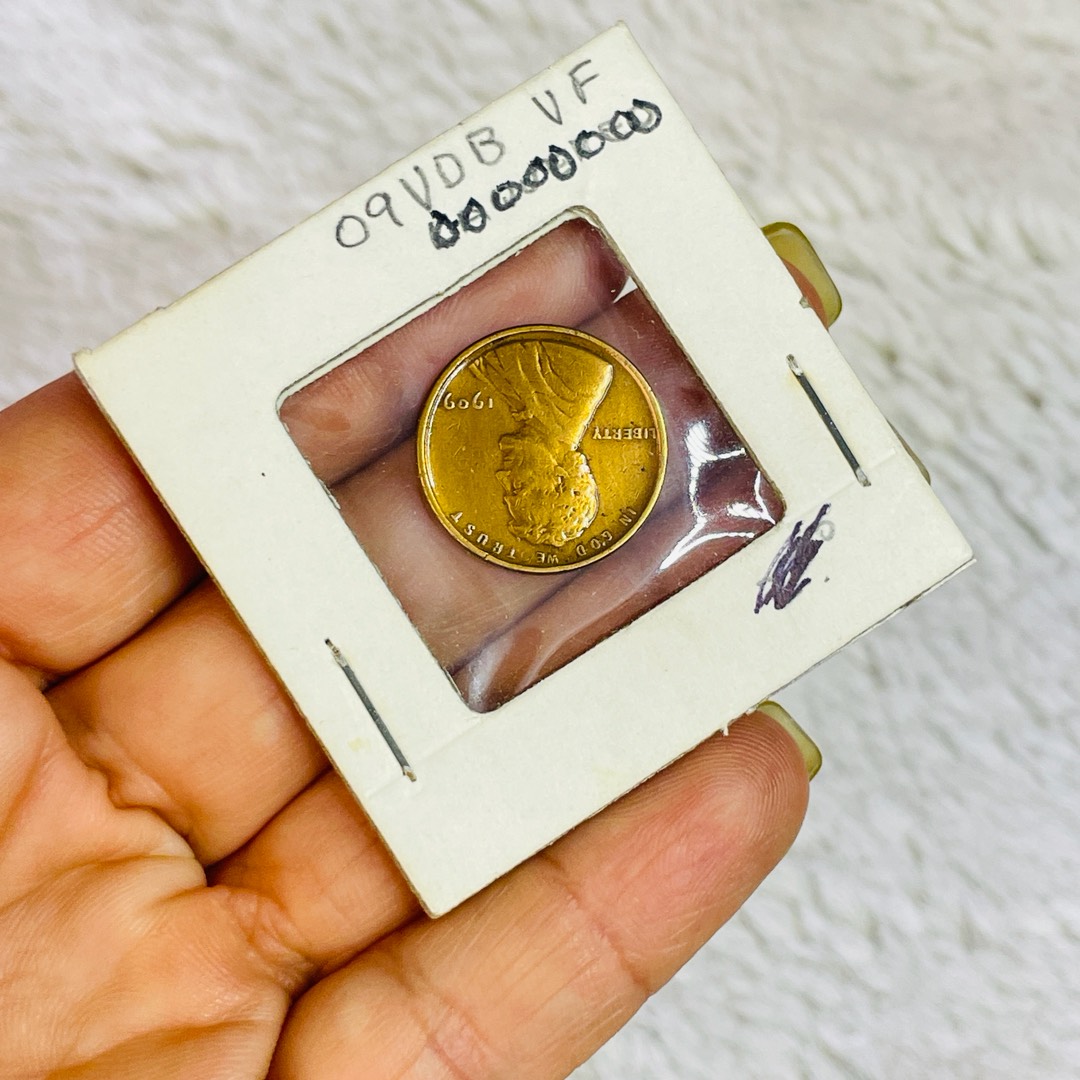 09VDB VF
IN GOD WE TRUST
LIBERTY
1909